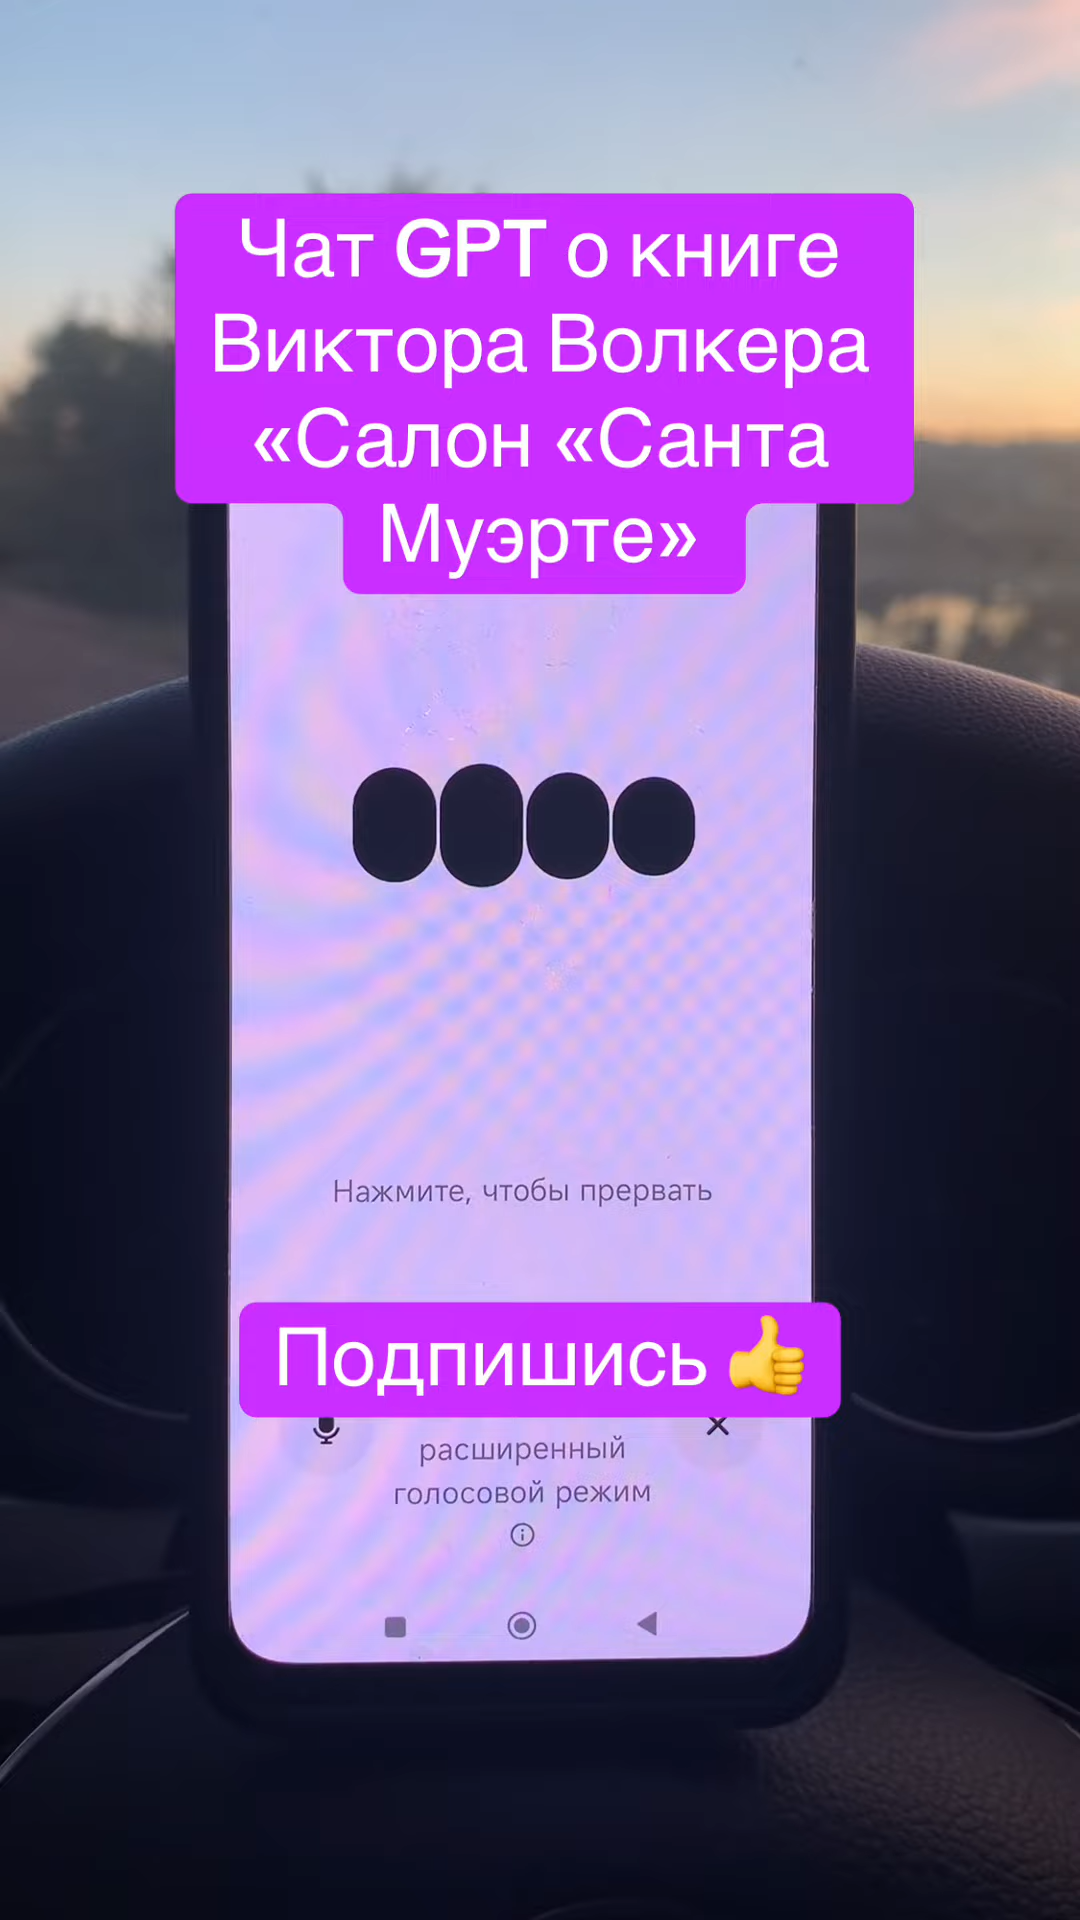 Чат GPT о книге
Виктора Волкера
«Салон «Санта
Муэрте»
Нажмите, чтобы прервать
Подпишись 👍
расширенный
голосовой режим